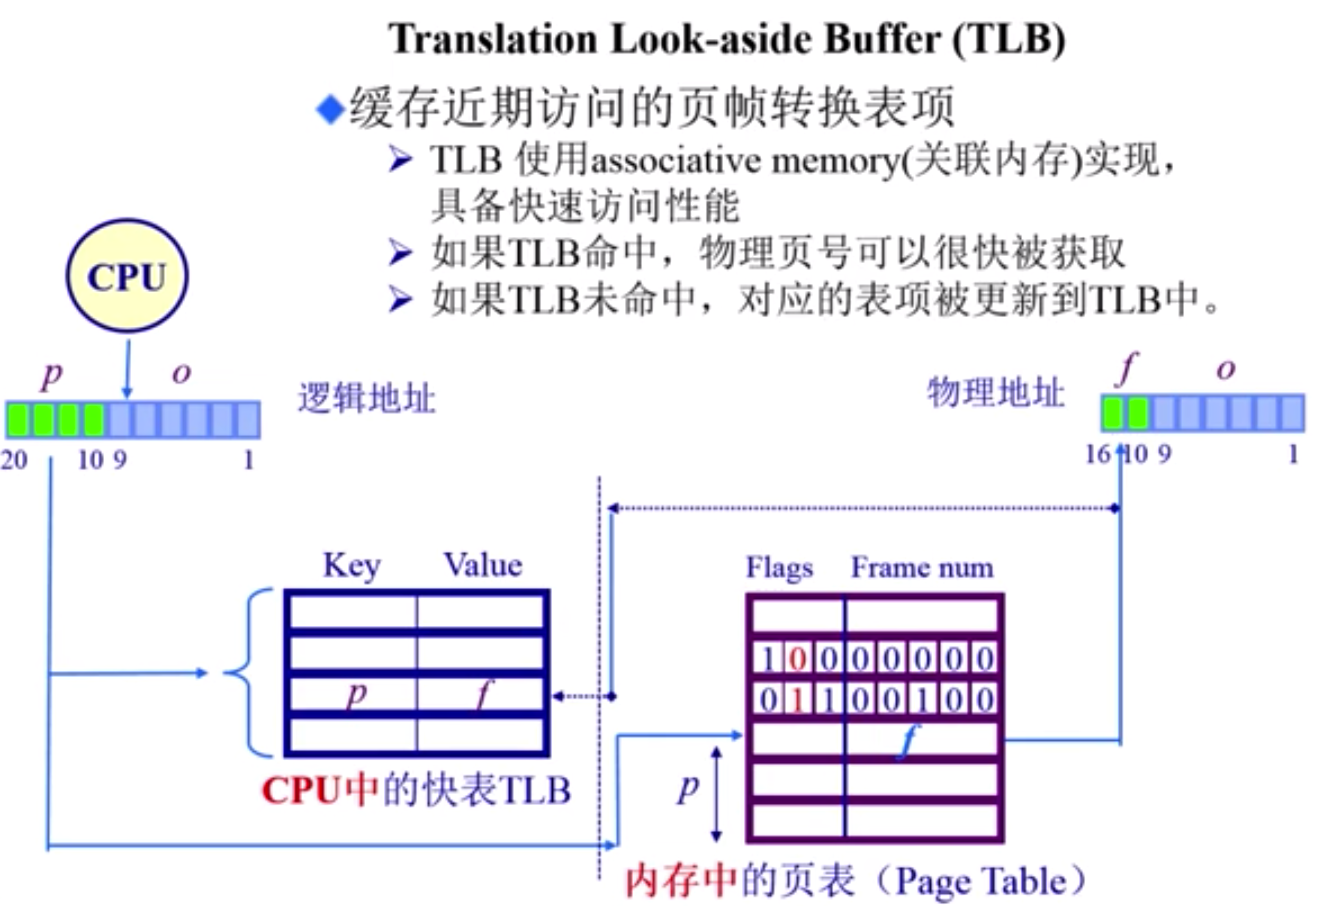 Translation Look-aside Buffer (TLB)
缓存近期访问的页帧转换表项
TLB 使用associative memory(关联内存)实现，
具备快速访问性能
如果TLB命中，物理页号可以很快被获取
如果TLB未命中，对应的表项被更新到TLB中。
CPU
p o
逻辑地址
20 10 9 1
物理地址
f o
16 10 9 1
Key Value
p f
CPU中的快表TLB
Flags Frame num
1 0 0 0 0 0 0 0
0 1 1 0 0 1 0 0
f
p
内存中的页表（Page Table）